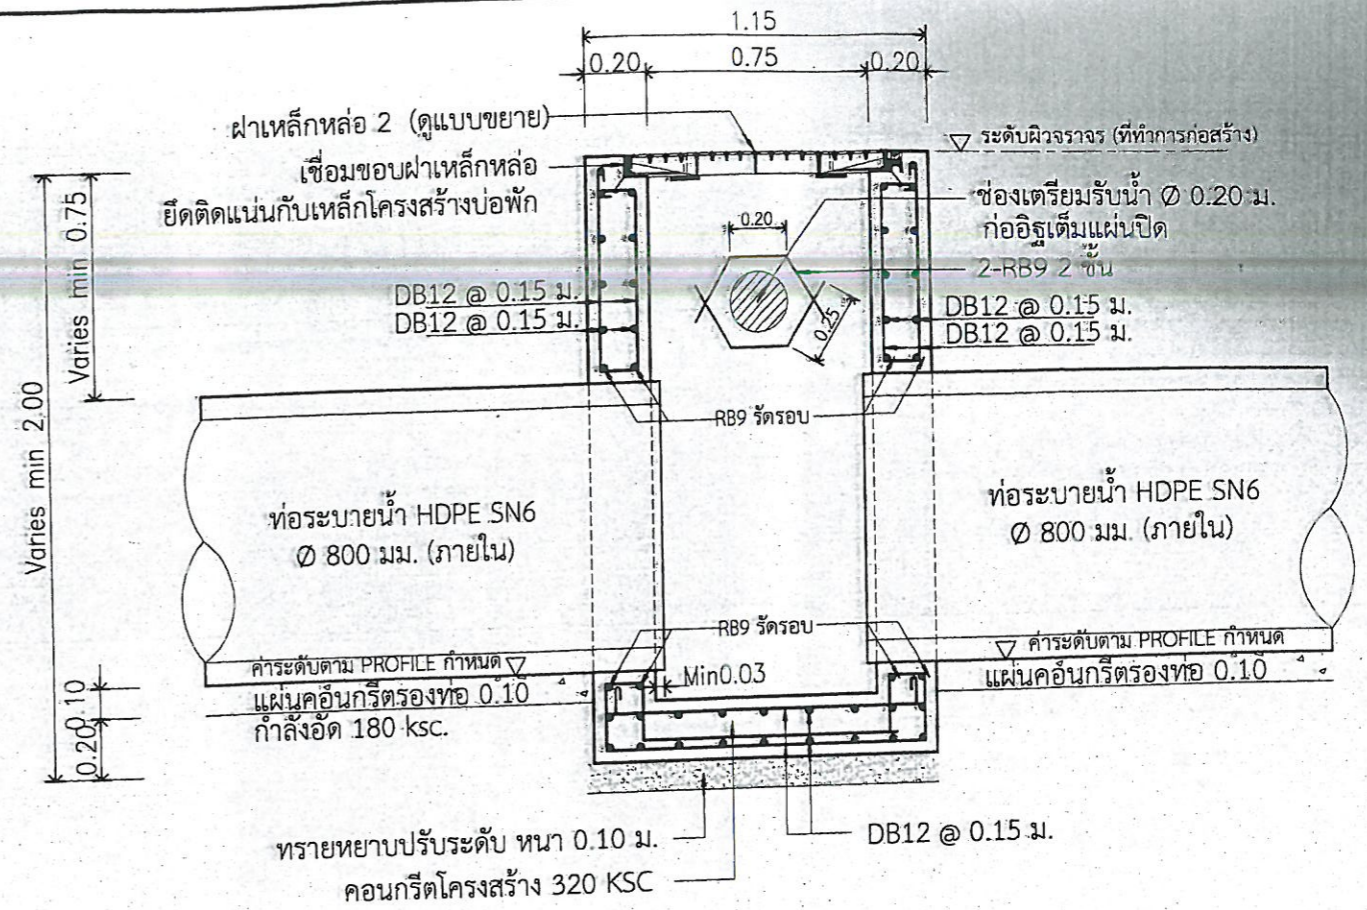 1.15
0.20
0.75
0.20
ฝาเหล็กหล่อ 2 (ดูแบบขยาย)
เชื่อมขอบฝาเหล็กหล่อ
ยึดติดแน่นกับเหล็กโครงสร้างบ่อพัก
ระดับผิวจราจร (ที่ทำการก่อสร้าง)
ช่องเตรียมรับน้ำ Ø 0.20 ม.
ก่ออิฐเต็มแผ่นปิด
2-RB9 2 ชั้น
0.20
0.25
DB12 @ 0.15 ม.
DB12 @ 0.15 ม.
DB12 @ 0.15 ม.
DB12 @ 0.15 ม.
Varies min 0.75
Varies min 2.00
RB9 รัดรอบ
ท่อระบายน้ำ HDPE SN6
Ø 800 มม. (ภายใน)
ท่อระบายน้ำ HDPE SN6
Ø 800 มม. (ภายใน)
RB9 รัดรอบ
ค่าระดับตาม PROFILE กำหนด
แผ่นคอนกรีตรองท่อ 0.10
กำลังอัด 180 ksc.
Min0.03
ค่าระดับตาม PROFILE กำหนด
แผ่นคอนกรีตรองท่อ 0.10
0.10
0.20
ทรายหยาบปรับระดับ หนา 0.10 ม.
คอนกรีตโครงสร้าง 320 KSC
DB12 @ 0.15 ม.